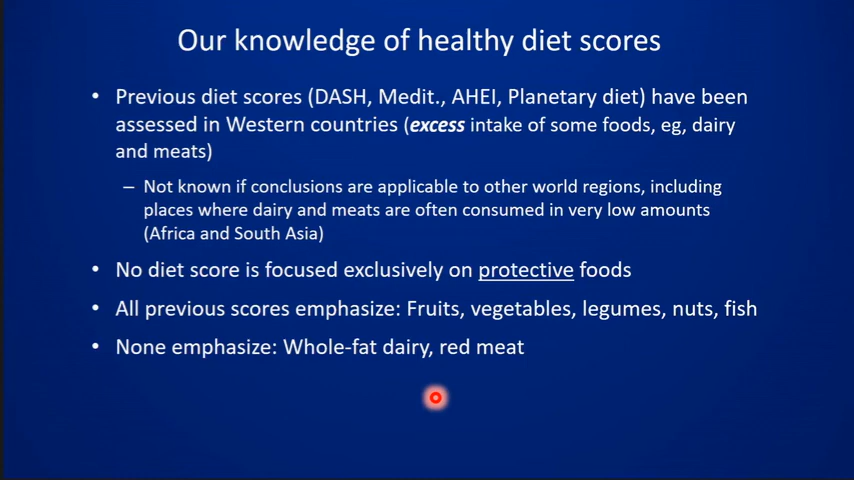 Our knowledge of healthy diet scores
• Previous diet scores (DASH, Medit., AHEI, Planetary diet) have been
assessed in Western countries (excess intake of some foods, eg, dairy
and meats)
– Not known if conclusions are applicable to other world regions, including
places where dairy and meats are often consumed in very low amounts
(Africa and South Asia)
• No diet score is focused exclusively on protective foods
• All previous scores emphasize: Fruits, vegetables, legumes, nuts, fish
• None emphasize: Whole-fat dairy, red meat